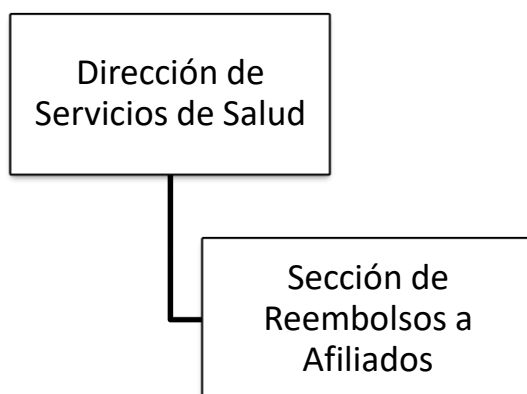 Dirección de
Servicios de Salud
Sección de
Reembolsos a
Afiliados